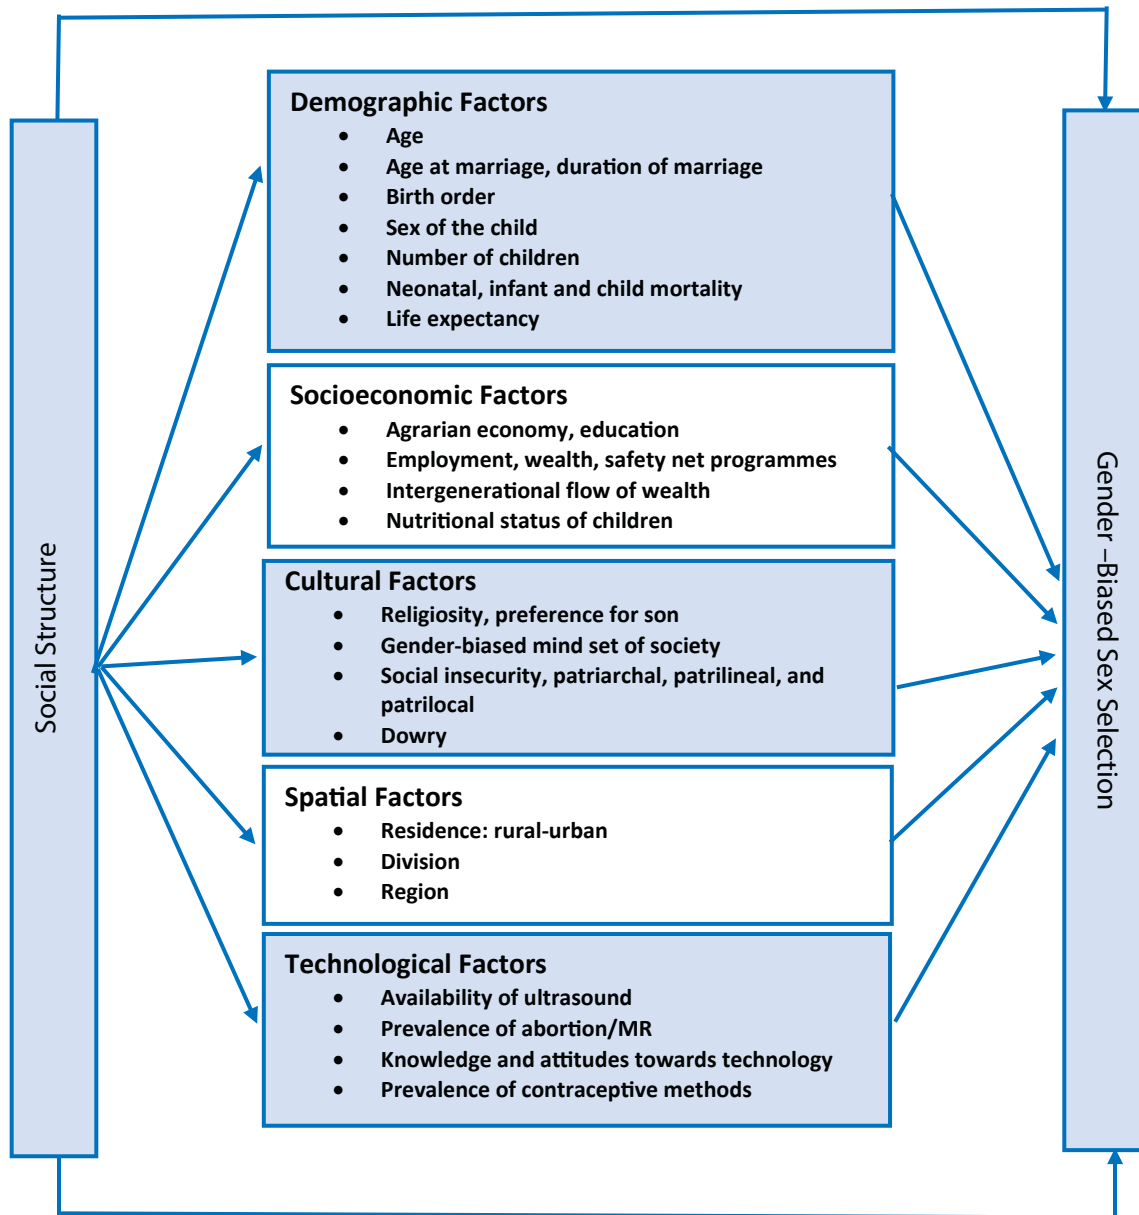 Social Structure
Demographic Factors
• Age
• Age at marriage, duration of marriage
• Birth order
• Sex of the child
• Number of children
• Neonatal, infant and child mortality
• Life expectancy
Socioeconomic Factors
• Agrarian economy, education
• Employment, wealth, safety net programmes
• Intergenerational flow of wealth
• Nutritional status of children
Cultural Factors
• Religiosity, preference for son
• Gender-biased mind set of society
• Social insecurity, patriarchal, patrilineal, and
patrilocal
• Dowry
Spatial Factors
• Residence: rural-urban
• Division
• Region
Technological Factors
• Availability of ultrasound
• Prevalence of abortion/MR
• Knowledge and attitudes towards technology
• Prevalence of contraceptive methods
Gender –Biased Sex Selection